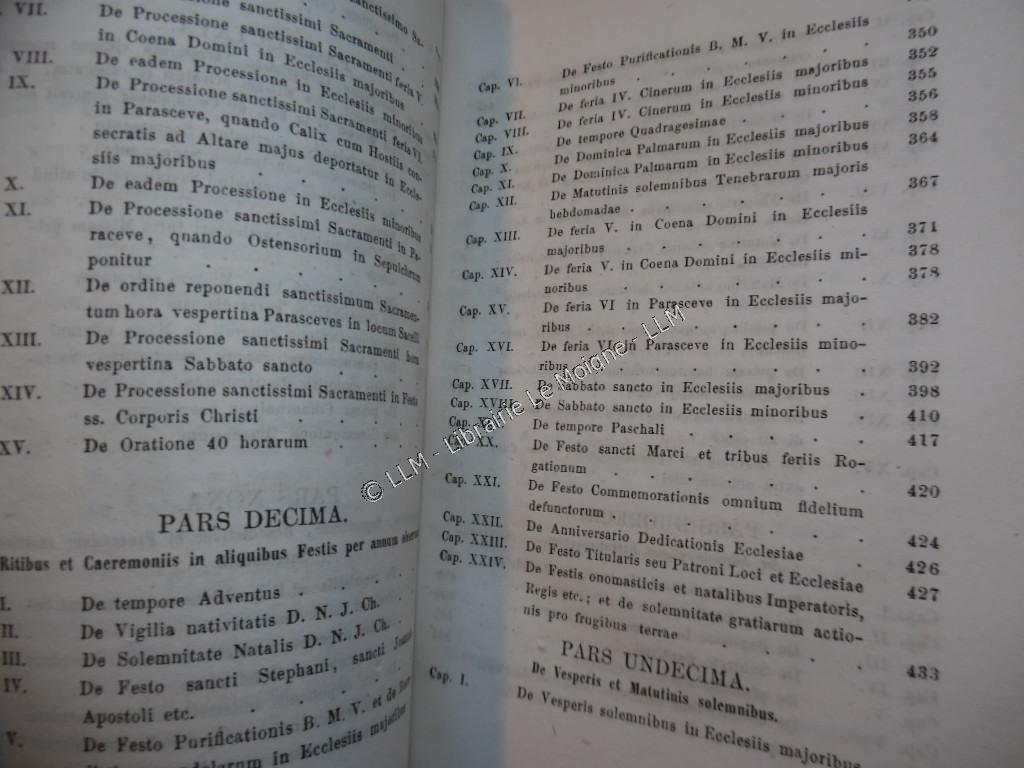 sanctissimo Sa-
VII. De Processione sanctissimi Sacramenti
De Processione sanctissimi Sacramenti feria V.
in Coena Domini in Ecclesiis majoribus
VIII. De eadem Processione in Ecclesiis minoribus
IX. De Processione sanctissimi Sacramenti feria VI.
in Parasceve, quando Calix cum Hostiis con-
secratis ad Altare majus deportatur in Eccle-
siis majoribus
X. De eadem Processione in Ecclesiis minoribus
XI. De Processione sanctissimi Sacramenti in Pa-
raceve, quando Ostensorium in Sepulchrum
ponitur
XII. De ordine reponendi sanctissimum Sacramen-
tum hora vespertina Parasceves in locum Sacelli
XIII. De Processione sanctissimi Sacramenti hora
vespertina Sabbato sancto
XIV. De Processione sanctissimi Sacramenti in Festo
ss. Corporis Christi
XV. De Oratione 40 horarum
PARS DECIMA.
Ritibus et Caeremoniis in aliquibus Festis per annum
I. De tempore Adventus
II. De Vigilia nativitatis D. N. J. Ch.
III. De Solemnitate Natalis D. N. J. Ch.
IV. De Festo sancti Stephani, sancti
Apostoli etc.
V. De Festo Purificationis B. M. V. et de
in Ecclesiis majoribus
Cap. VI. De Festo Purificationis B. M. V. in Ecclesiis
minoribus 350
Cap. VII. De feria IV. Cinerum in Ecclesiis majoribus 352
Cap. VIII. De feria IV. Cinerum in Ecclesiis minoribus 355
Cap. IX. De tempore Quadragesimae 356
Cap. X. De Dominica Palmarum in Ecclesiis majoribus 358
Cap. XI. De Dominica Palmarum in Ecclesiis minoribus 364
Cap. XII. De Matutinis solemnibus Tenebrarum majoris
hebdomadae 367
Cap. XIII. De feria V. in Coena Domini in Ecclesiis
majoribus 371
Cap. XIV. De feria V. in Coena Domini in Ecclesiis mi-
noribus 378
Cap. XV. De feria VI in Parasceve in Ecclesiis majo-
ribus 382
Cap. XVI. De feria VI. in Parasceve in Ecclesiis mino-
ribus 392
Cap. XVII. De Sabbato sancto in Ecclesiis majoribus 398
Cap. XVIII. De Sabbato sancto in Ecclesiis minoribus 410
De tempore Paschali 417
De Festo sancti Marci et tribus feriis Ro-
gationum 420
Cap. XXI. De Festo Commemorationis omnium fidelium
defunctorum 424
Cap. XXII. De Anniversario Dedicationis Ecclesiae 426
Cap. XXIII. De Festo Titularis seu Patroni Loci et Ecclesiae 427
Cap. XXIV. De Festis onomasticis et natalibus Imperatoris,
Regis etc.; et de solemnitate gratiarum actio-
nis pro frugibus terrae 433
PARS UNDECIMA.
De Vesperis et Matutinis solemnibus.
Cap. I. De Vesperis solemnibus in Ecclesiis majoribus
© LLM - Librairie Le Moigne - LLM